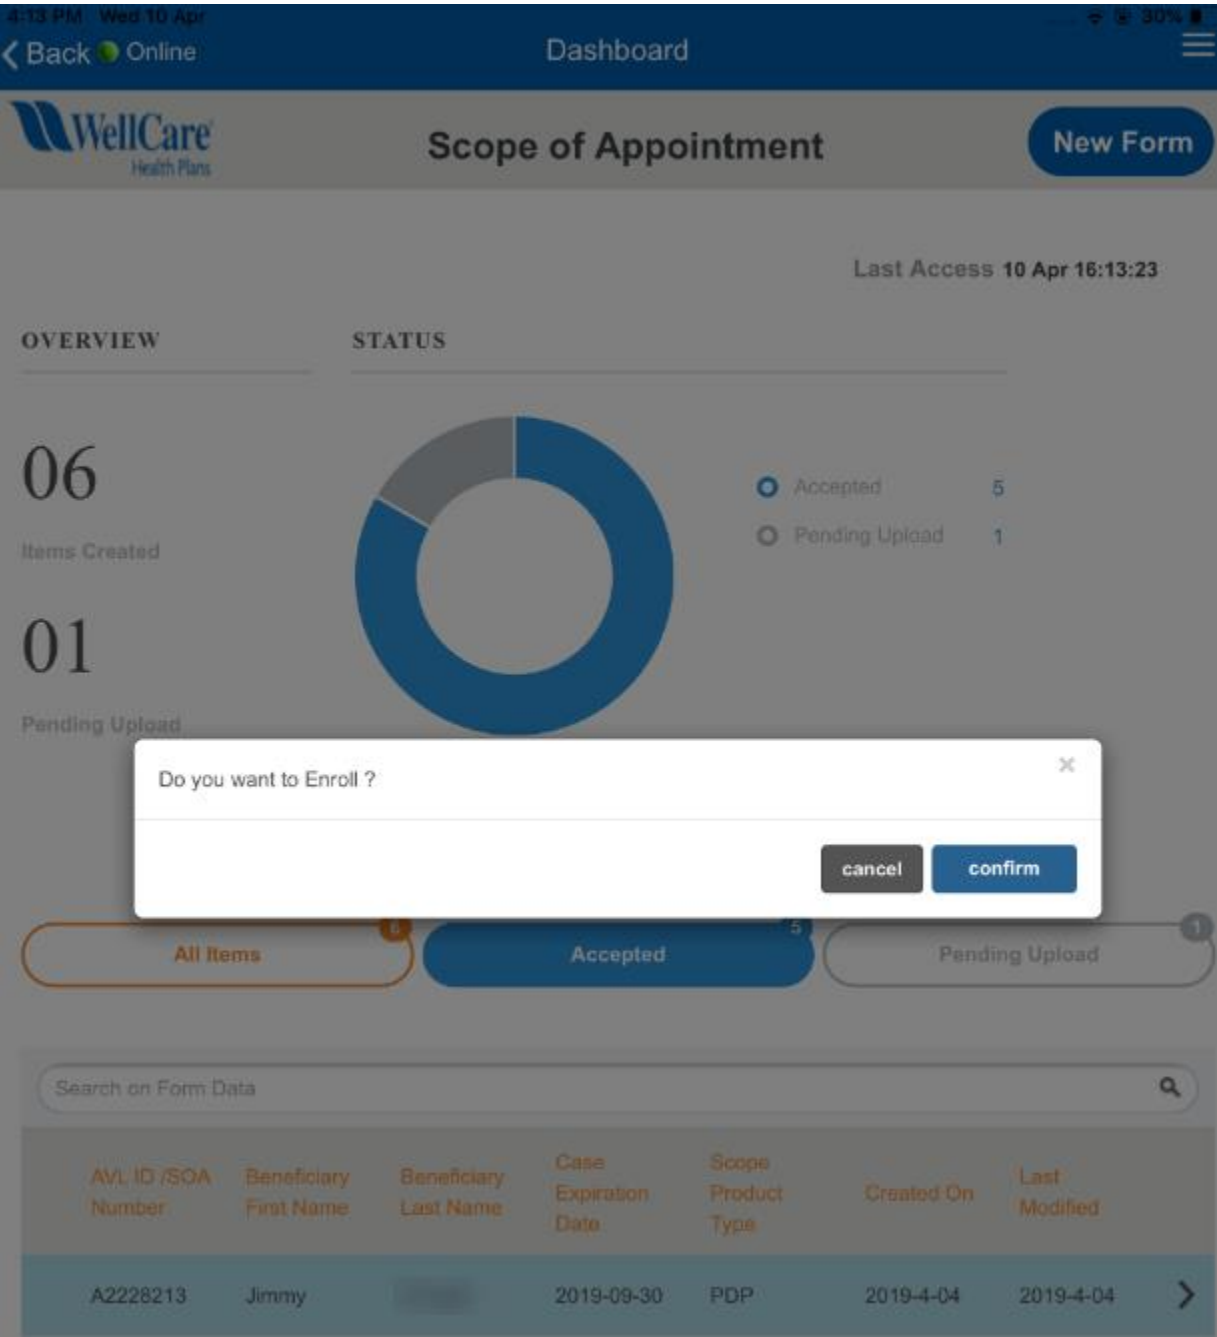 4:13 PM Wed 10 Apr
30%
Back Online
Dashboard
WellCare
Health Plans
Scope of Appointment
New Form
Last Access 10 Apr 16:13:23
OVERVIEW
STATUS
06
Items Created
01
Pending Upload
Accepted 5
Pending Upload 1
Do you want to Enroll ?
×
cancel
confirm
All Items
6
Accepted
5
Pending Upload
1
Search on Form Data
AVL ID /SOA Number
Beneficiary First Name
Beneficiary Last Name
Case Expiration Date
Scope Product Type
Created On
Last Modified
A2228213 Jimmy 2019-09-30 PDP 2019-4-04 2019-4-04